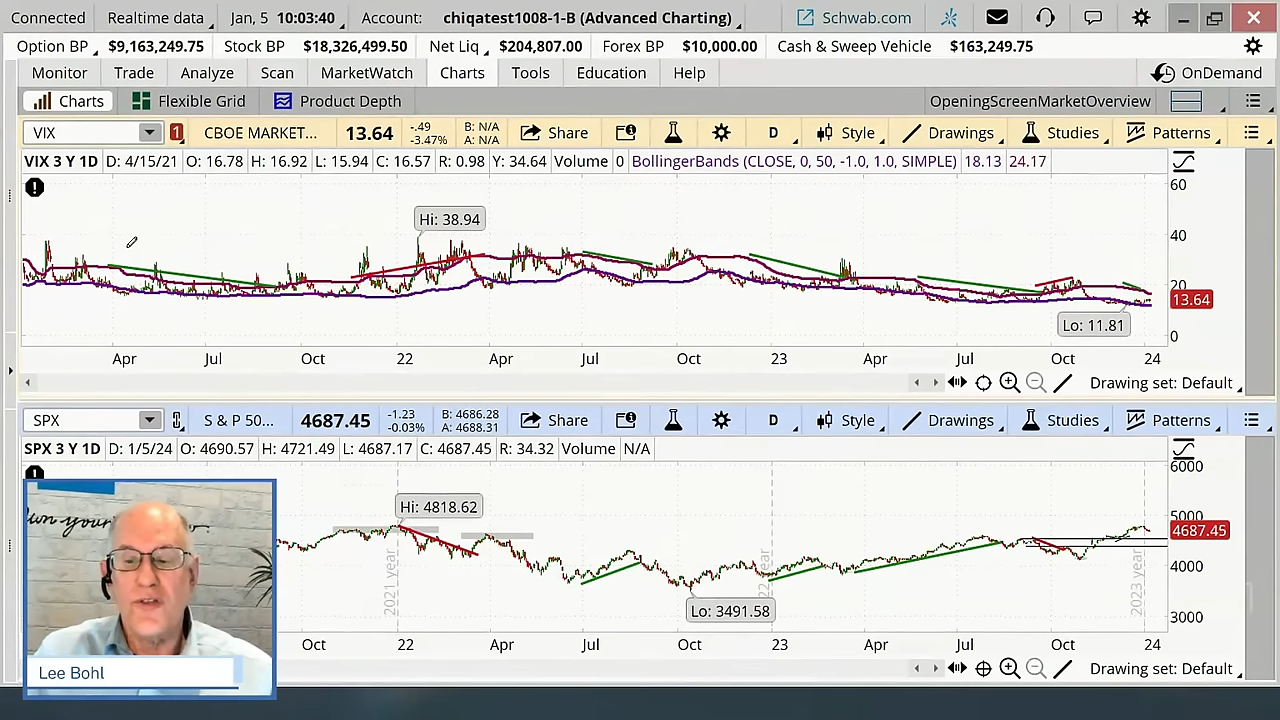 Connected Realtime data Jan, 5 10:03:40 Account: chiqatest1008-1-B (Advanced Charting) Schwab.com
Option BP $9,163,249.75 Stock BP $18,326,499.50 Net Liq $204,807.00 Forex BP $10,000.00 Cash & Sweep Vehicle $163,249.75
Monitor Trade Analyze Scan MarketWatch Charts Tools Education Help OnDemand
Charts Flexible Grid Product Depth OpeningScreenMarketOverview
VIX 1 CBOE MARKET... 13.64 -.49 -3.47% B: N/A A: N/A Share D Style Drawings Studies Patterns
VIX 3 Y 1D D: 4/15/21 O: 16.78 H: 16.92 L: 15.94 C: 16.57 R: 0.98 Y: 34.64 Volume 0 BollingerBands (CLOSE, 0, 50, -1.0, 1.0, SIMPLE) 18.13 24.17
60
Hi: 38.94
40
20
13.64
Lo: 11.81
0
Apr Jul Oct 22 Apr Jul Oct 23 Apr Jul Oct 24
Drawing set: Default
SPX S & P 50... 4687.45 -1.23 -0.03% B: 4686.28 A: 4688.31 Share D Style Drawings Studies Patterns
SPX 3 Y 1D D: 1/5/24 O: 4690.57 H: 4721.49 L: 4687.17 C: 4687.45 R: 34.32 Volume N/A
6000
Hi: 4818.62
5000
4687.45
4000
2021 year
22 year
2023 year
Lo: 3491.58
3000
Oct 22 Apr Jul Oct 23 Apr Jul Oct 24
Drawing set: Default
Lee Bohl